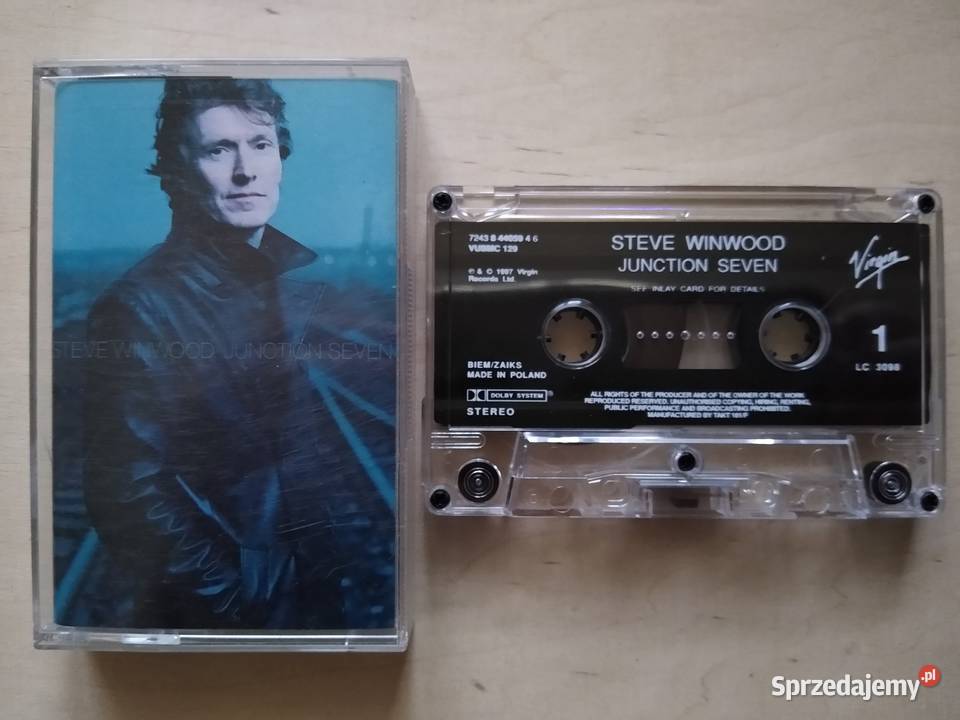 STEVE WINWOOD JUNCTION SEVEN
7243 8 44059 4 6
VUSMC 129
℗ & © 1997 Virgin
Records Ltd.
STEVE WINWOOD
JUNCTION SEVEN
SEE INLAY CARD FOR DETAILS
Virgin
1
LC 3098
BIEM/ZAIKS
MADE IN POLAND
DOLBY SYSTEM®
STEREO
ALL RIGHTS OF THE PRODUCER AND OF THE OWNER OF THE WORK
REPRODUCED RESERVED. UNAUTHORISED COPYING, HIRING, RENTING,
PUBLIC PERFORMANCE AND BROADCASTING PROHIBITED.
MANUFACTURED BY TAKT 161/F
Sprzedajemy.pl